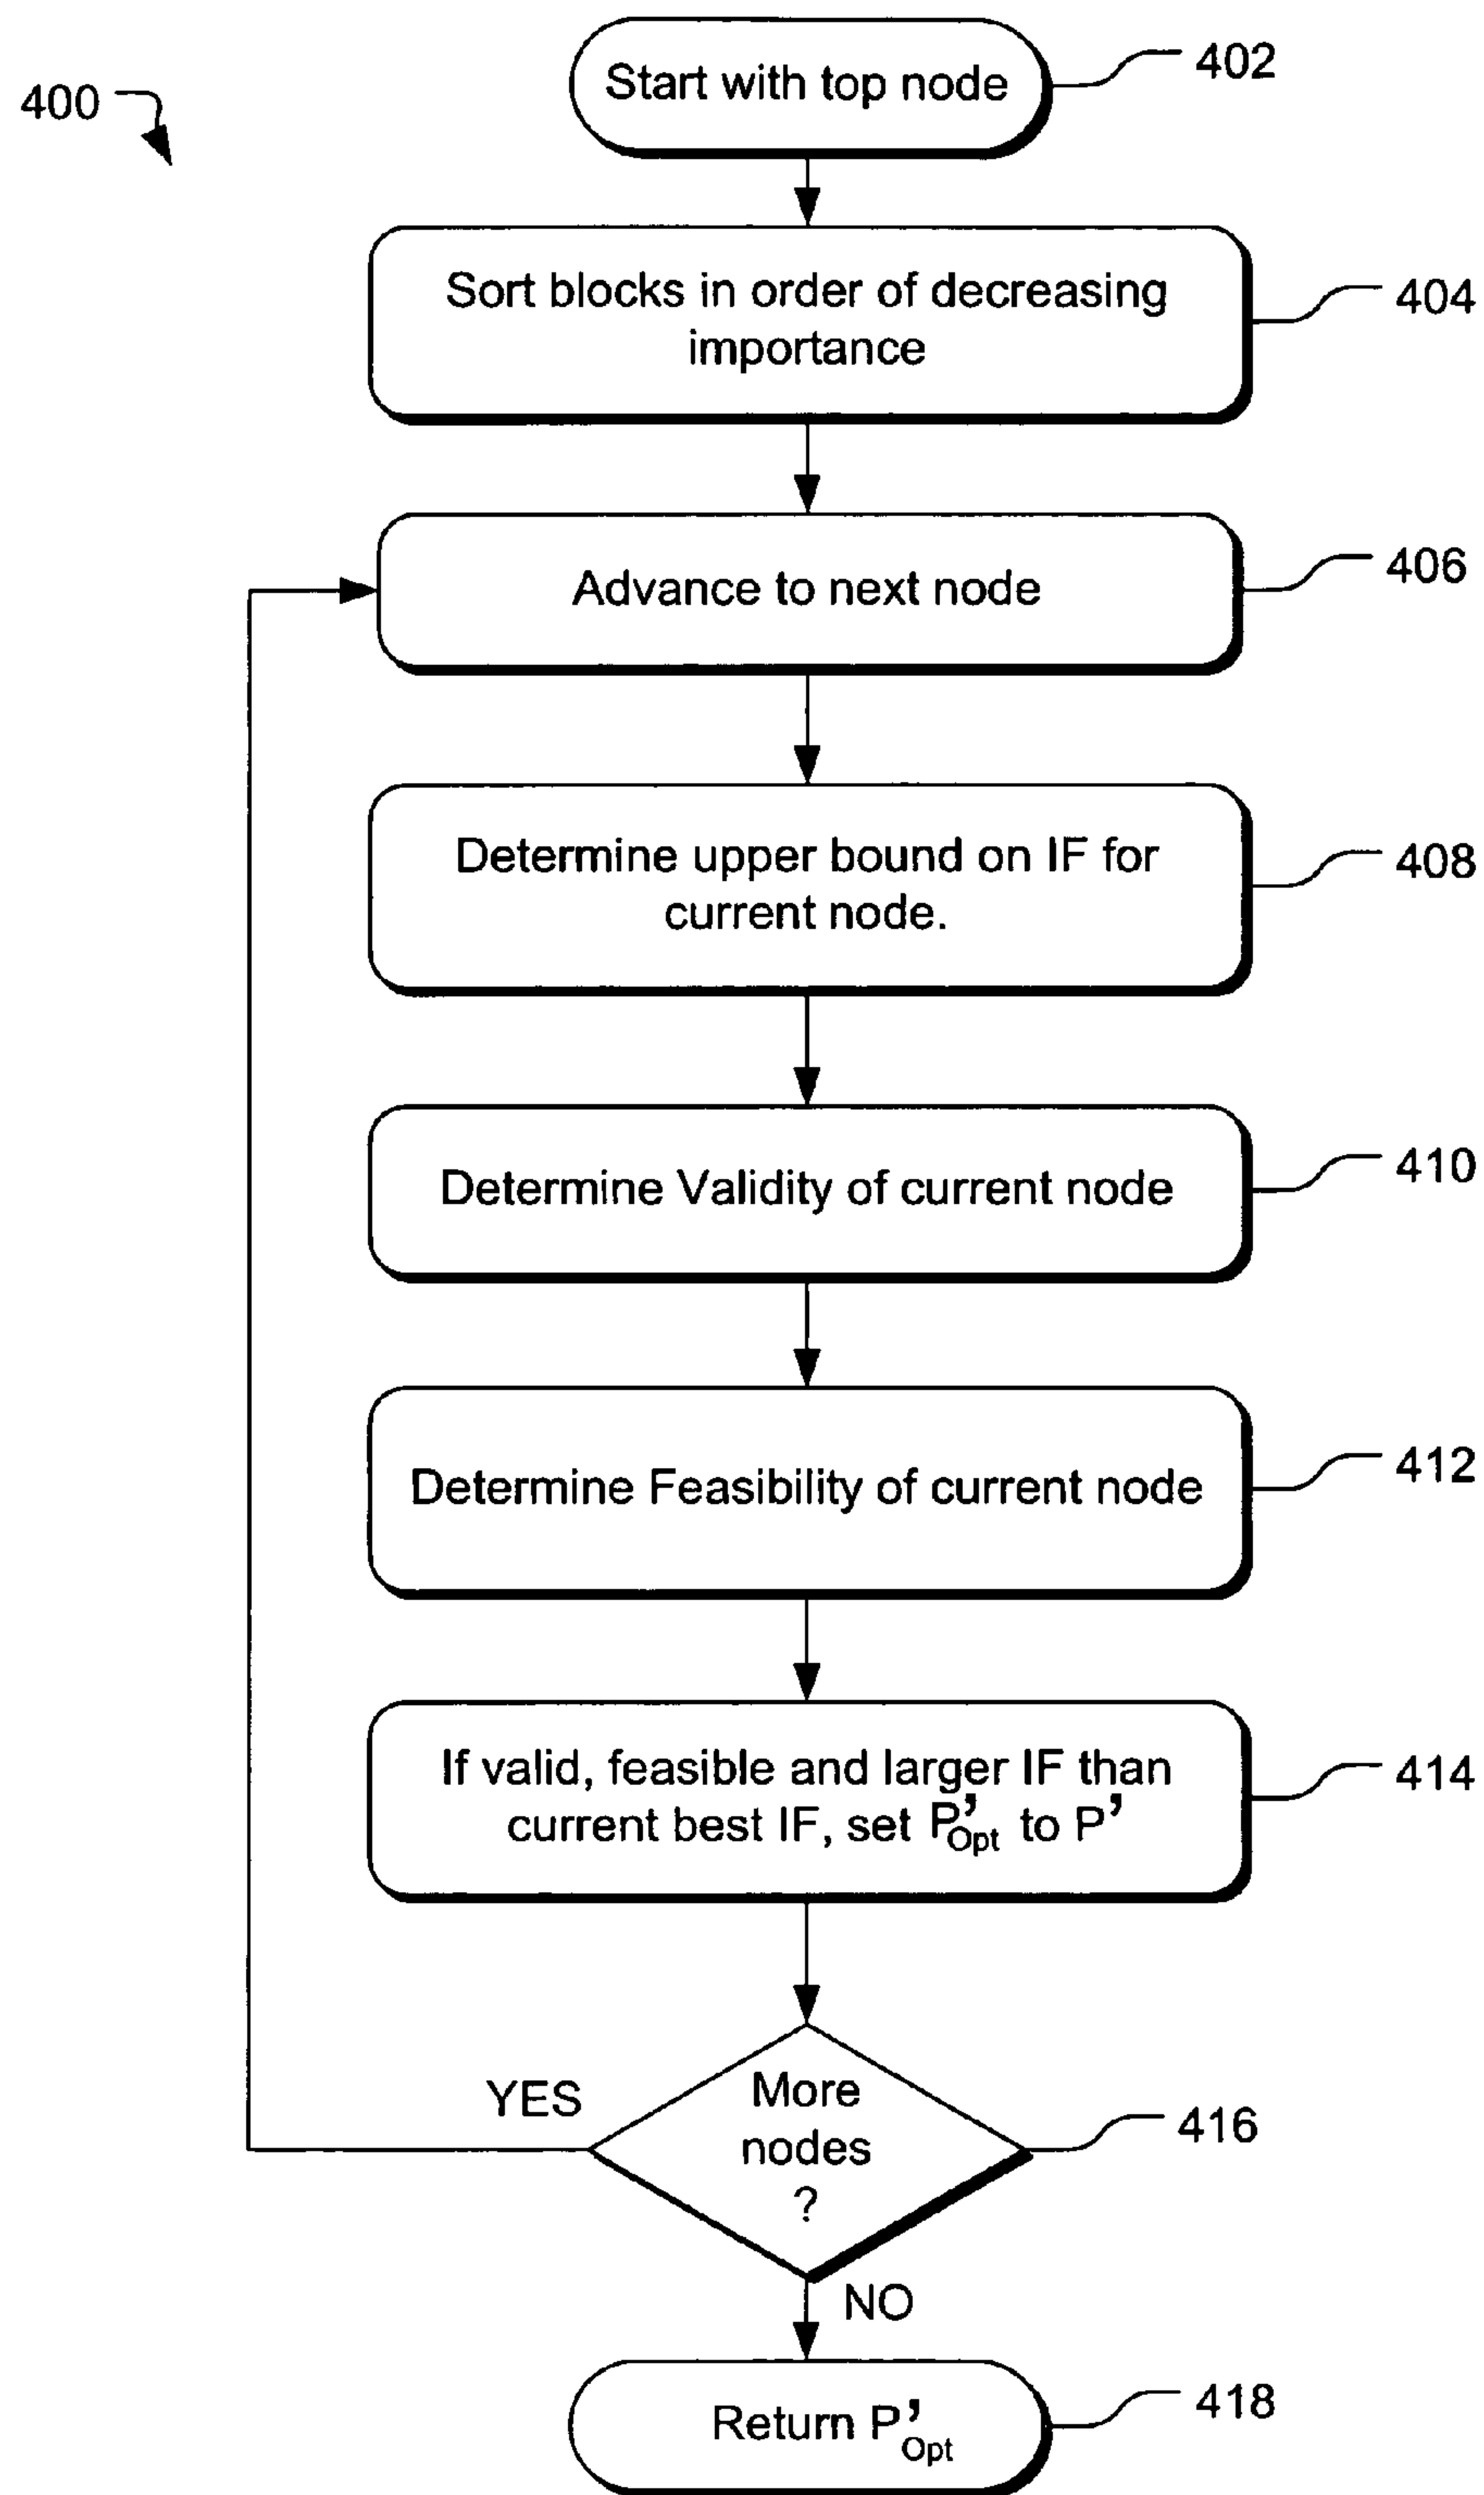 400
Start with top node
402
Sort blocks in order of decreasing
importance
404
Advance to next node
406
Determine upper bound on IF for
current node.
408
Determine Validity of current node
410
Determine Feasibility of current node
412
If valid, feasible and larger IF than
current best IF, set P'Opt to P'
414
More
nodes
?
416
YES
NO
Return P'Opt
418